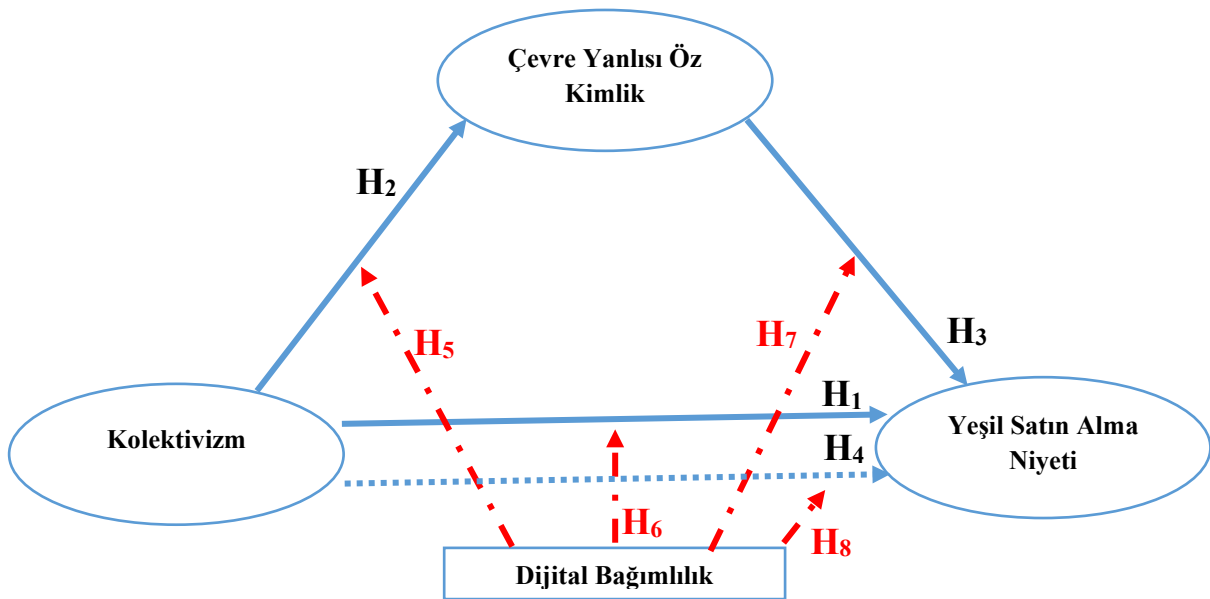 Çevre Yanlısı Öz
Kimlik
H2
H5
H7
H3
H1
Kolektivizm
Yeşil Satın Alma
Niyeti
H4
H6
H8
Dijital Bağımlılık